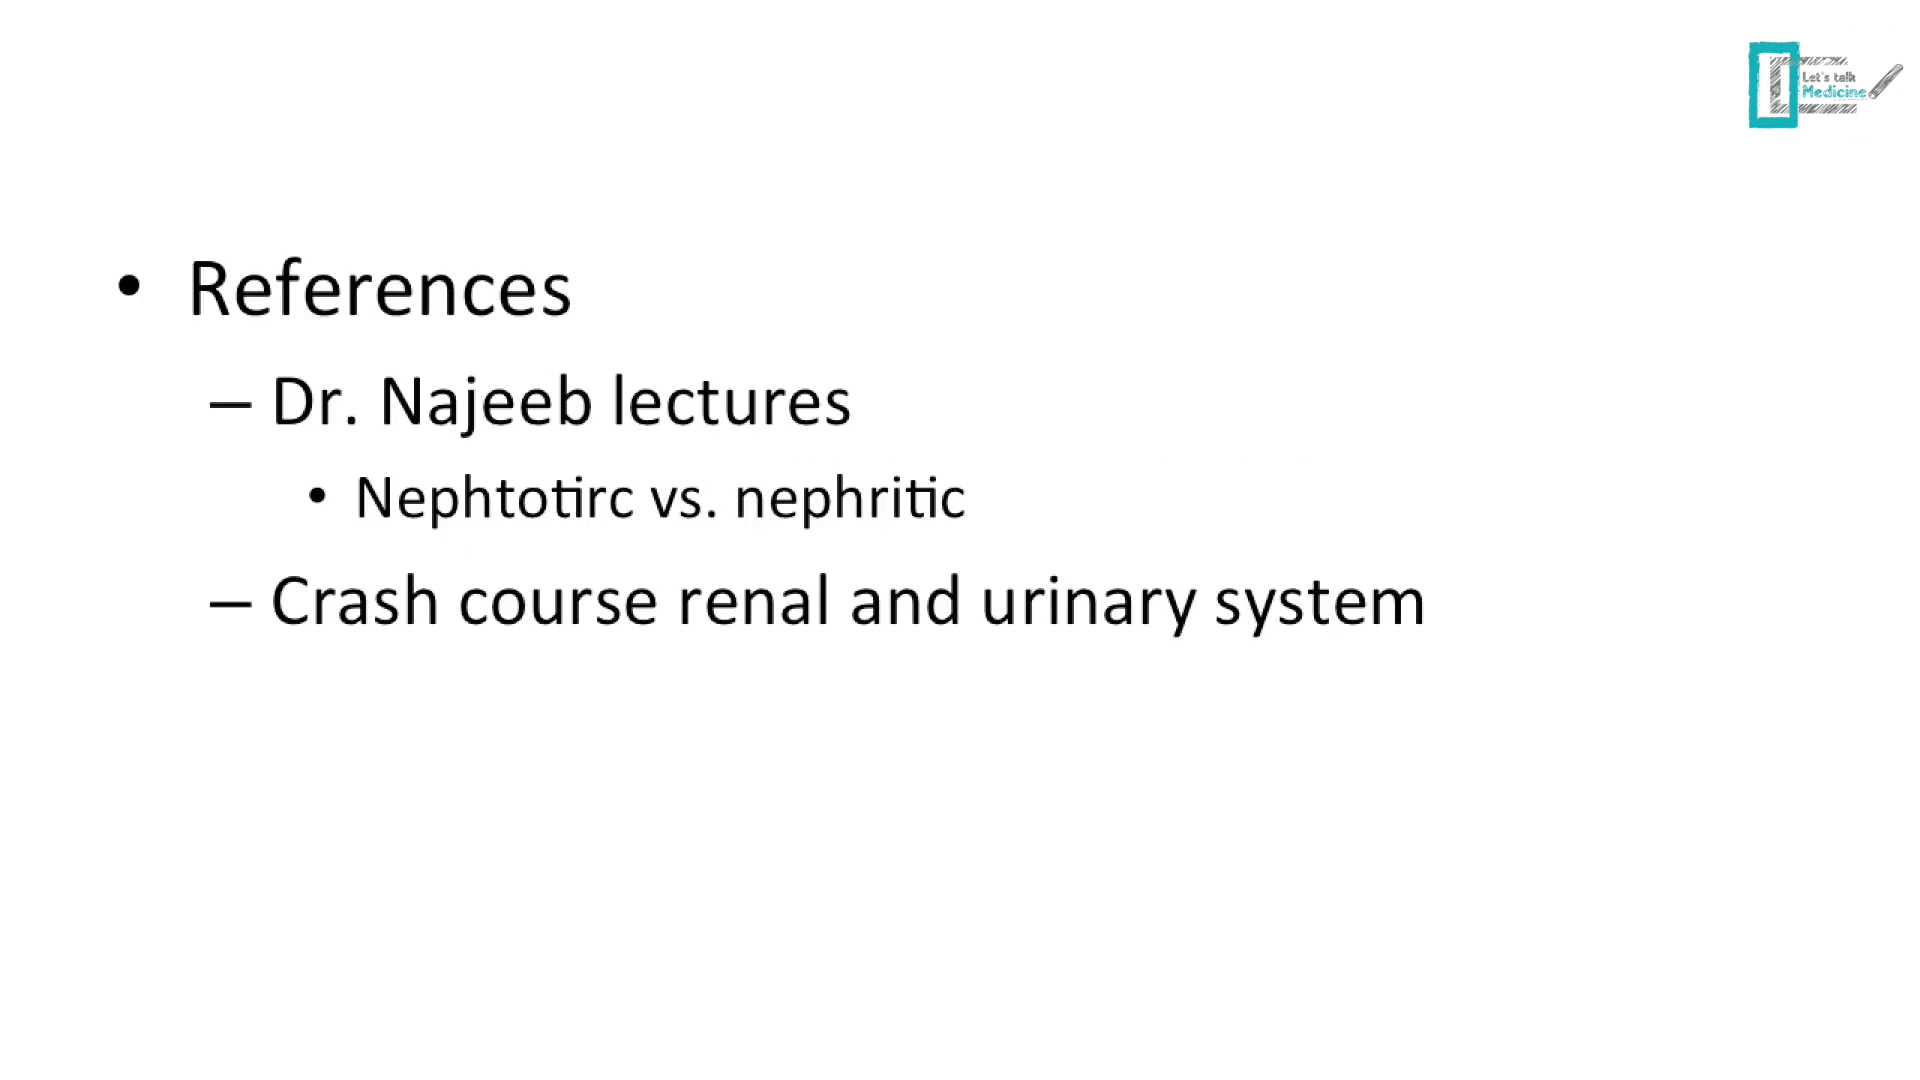 Let's talk
Medicine
• References
– Dr. Najeeb lectures
• Nephtotirc vs. nephritic
– Crash course renal and urinary system